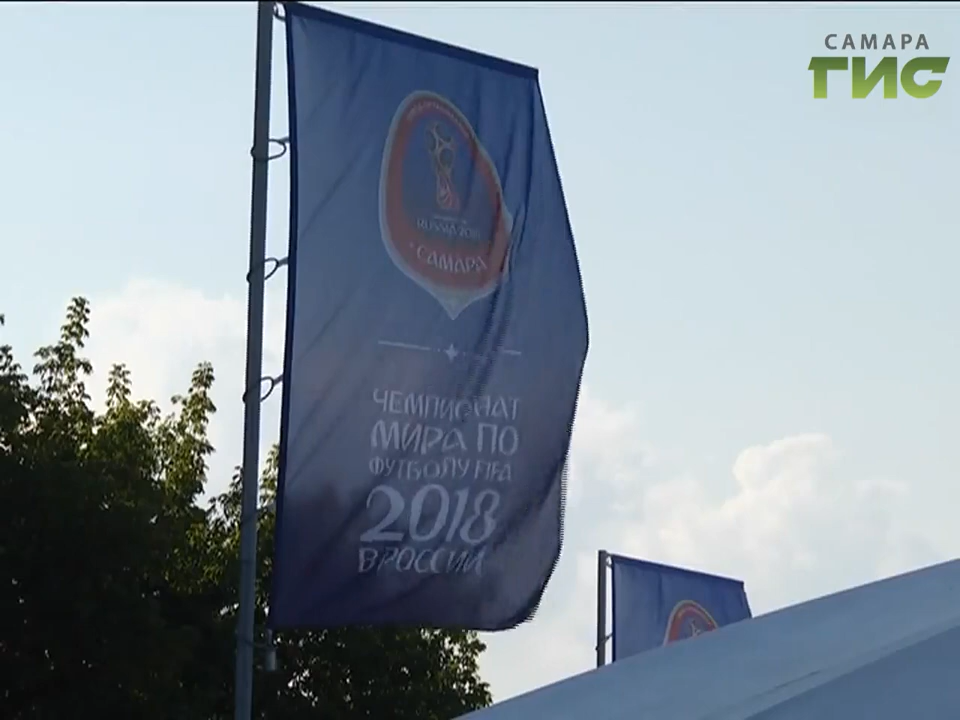 САМАРА
ГИС
RUSSIA 2018
САМАРА
ЧЕМПИОНАТ
МИРА ПО
ФУТБОЛУ FIFA
2018
В РОССИИ